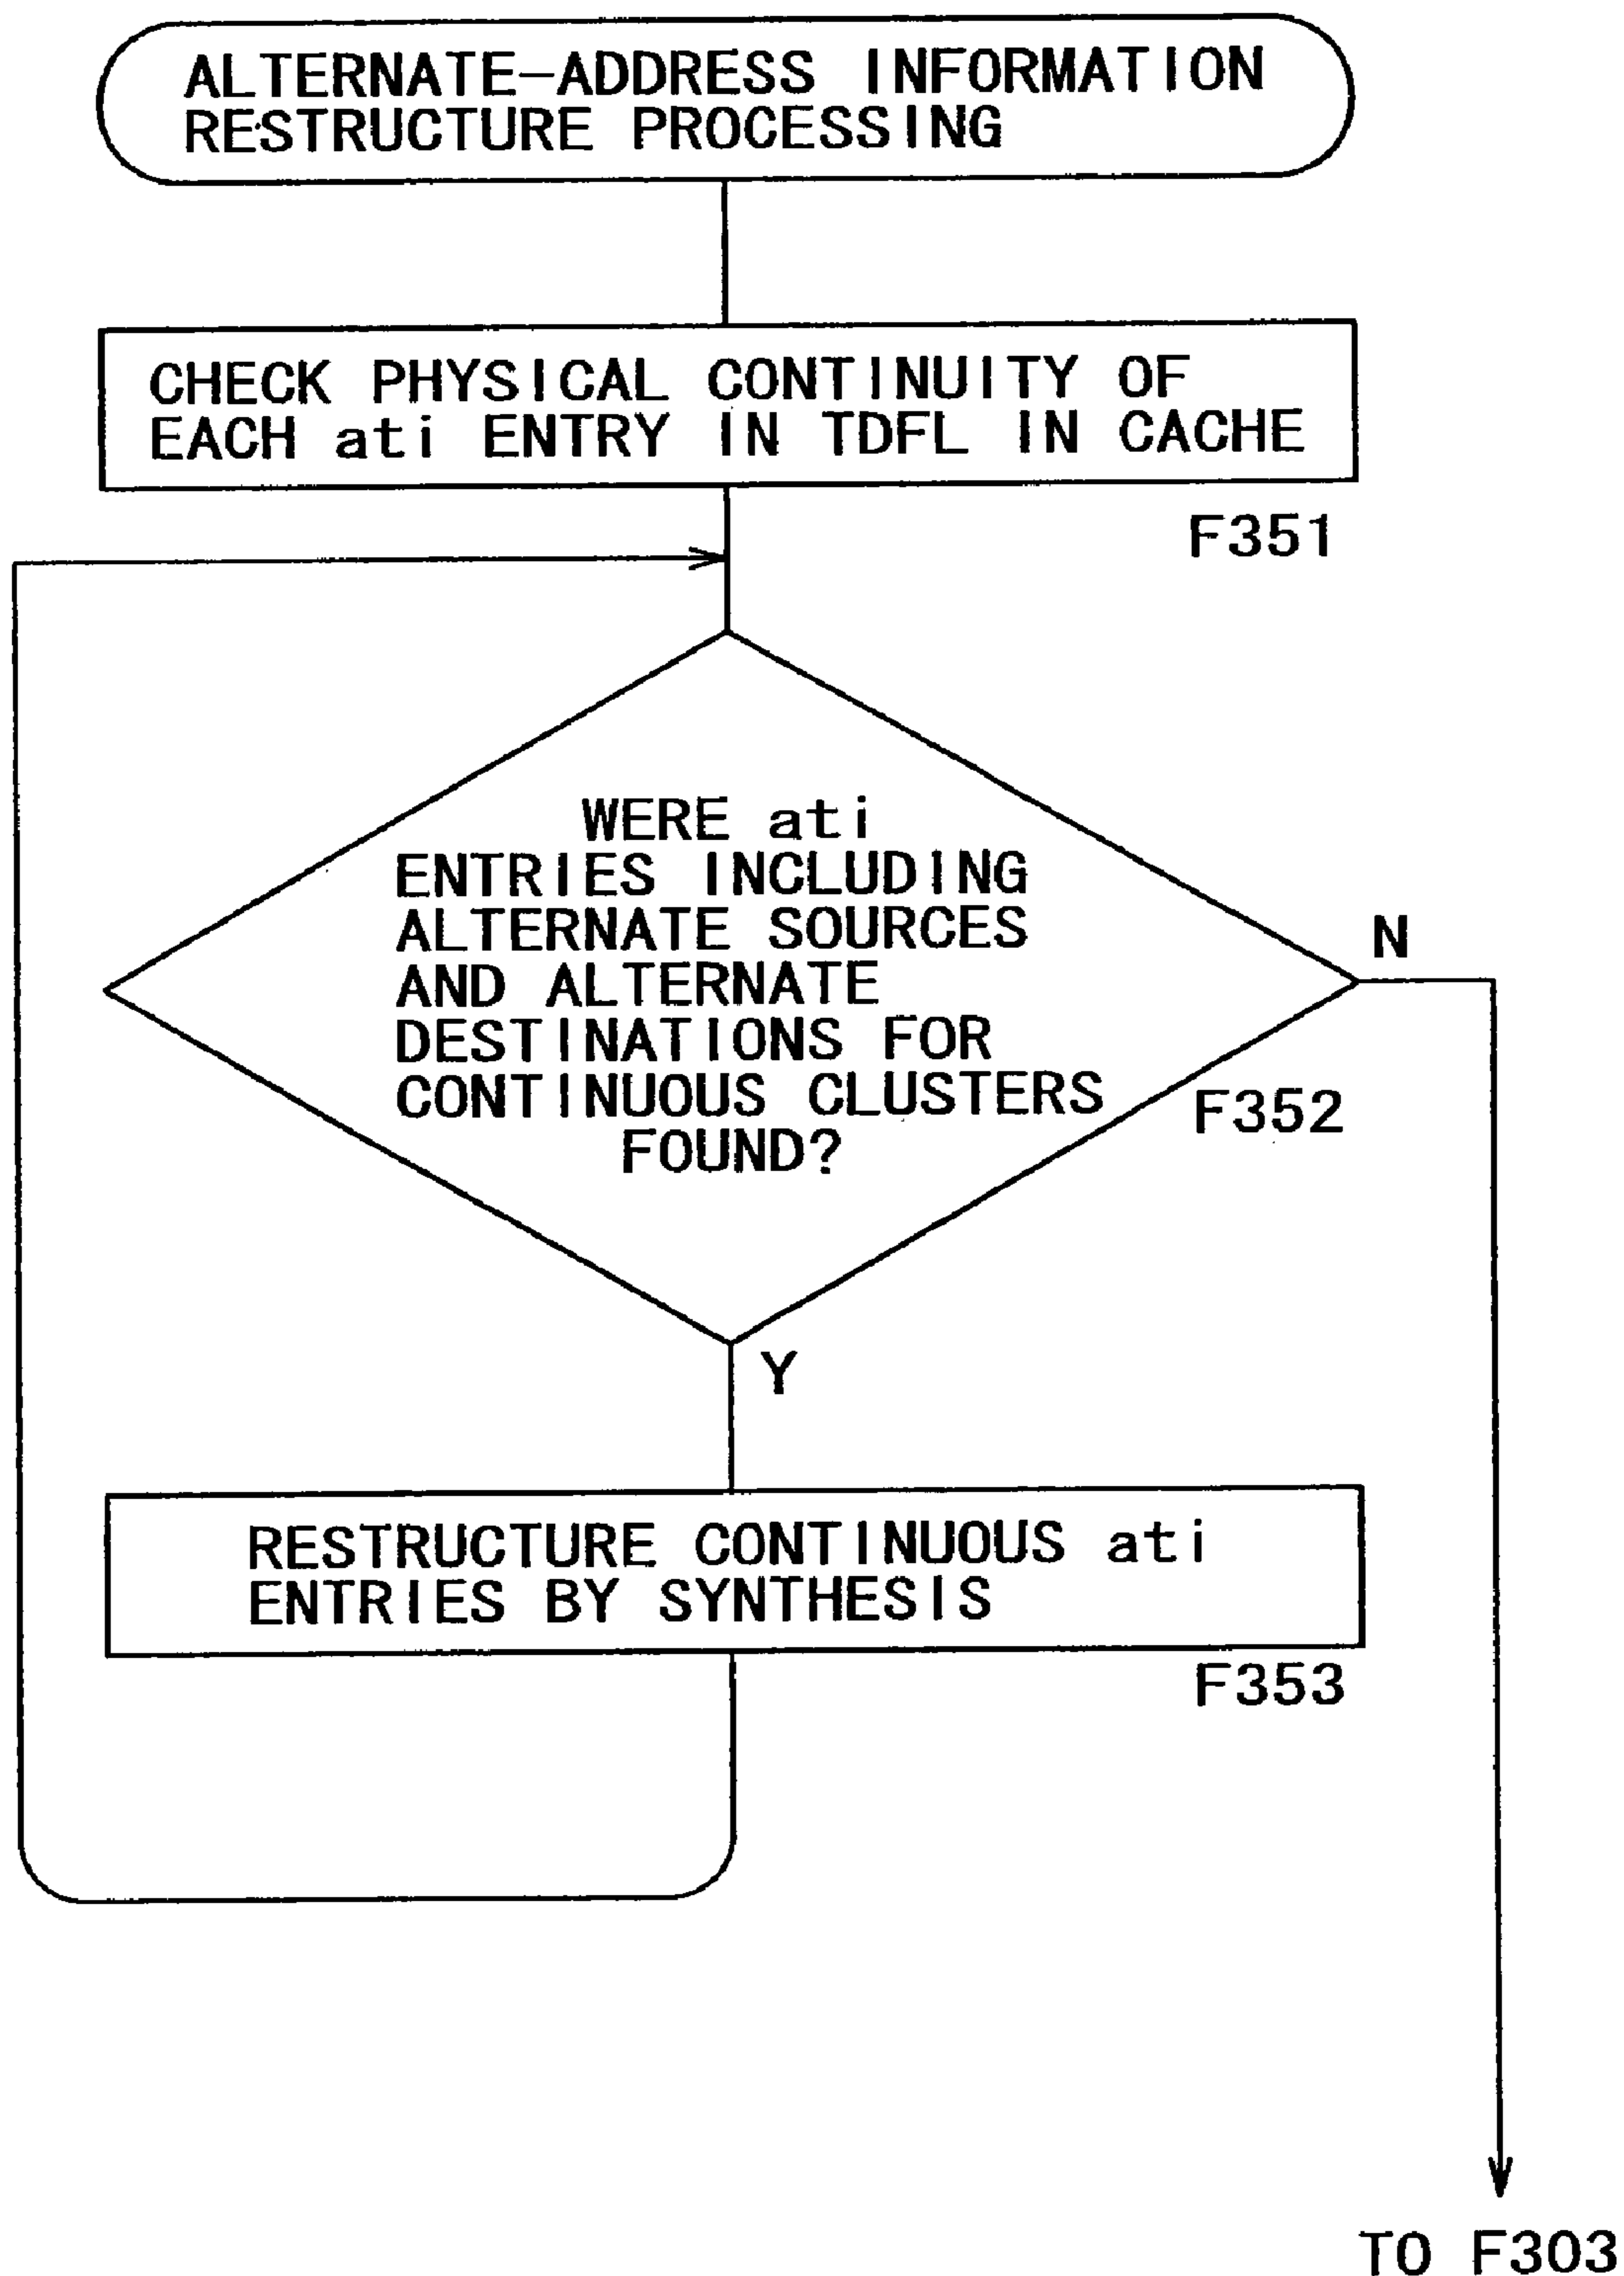 ALTERNATE-ADDRESS INFORMATION
RESTRUCTURE PROCESSING
CHECK PHYSICAL CONTINUITY OF
EACH ati ENTRY IN TDFL IN CACHE
F351
WERE ati
ENTRIES INCLUDING
ALTERNATE SOURCES
AND ALTERNATE
DESTINATIONS FOR
CONTINUOUS CLUSTERS
FOUND?
N
F352
Y
RESTRUCTURE CONTINUOUS ati
ENTRIES BY SYNTHESIS
F353
TO F303